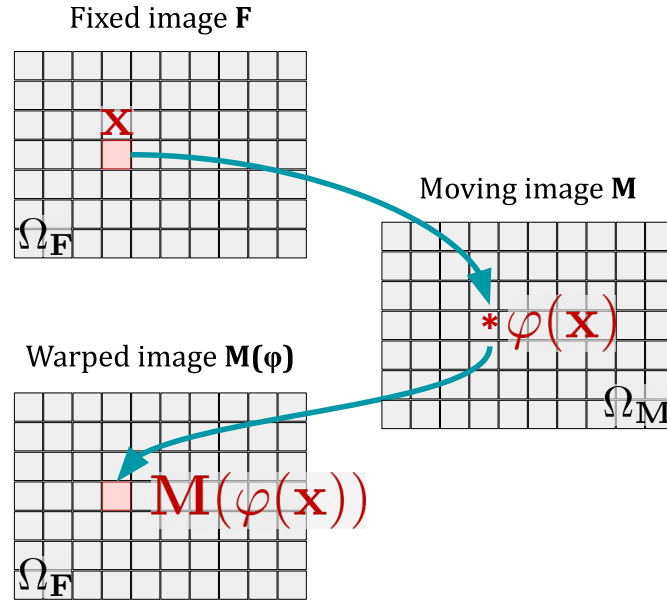 Fixed image F
x
Ω_F
Moving image M
* φ(x)
Ω_M
Warped image M(φ)
M(φ(x))
Ω_F